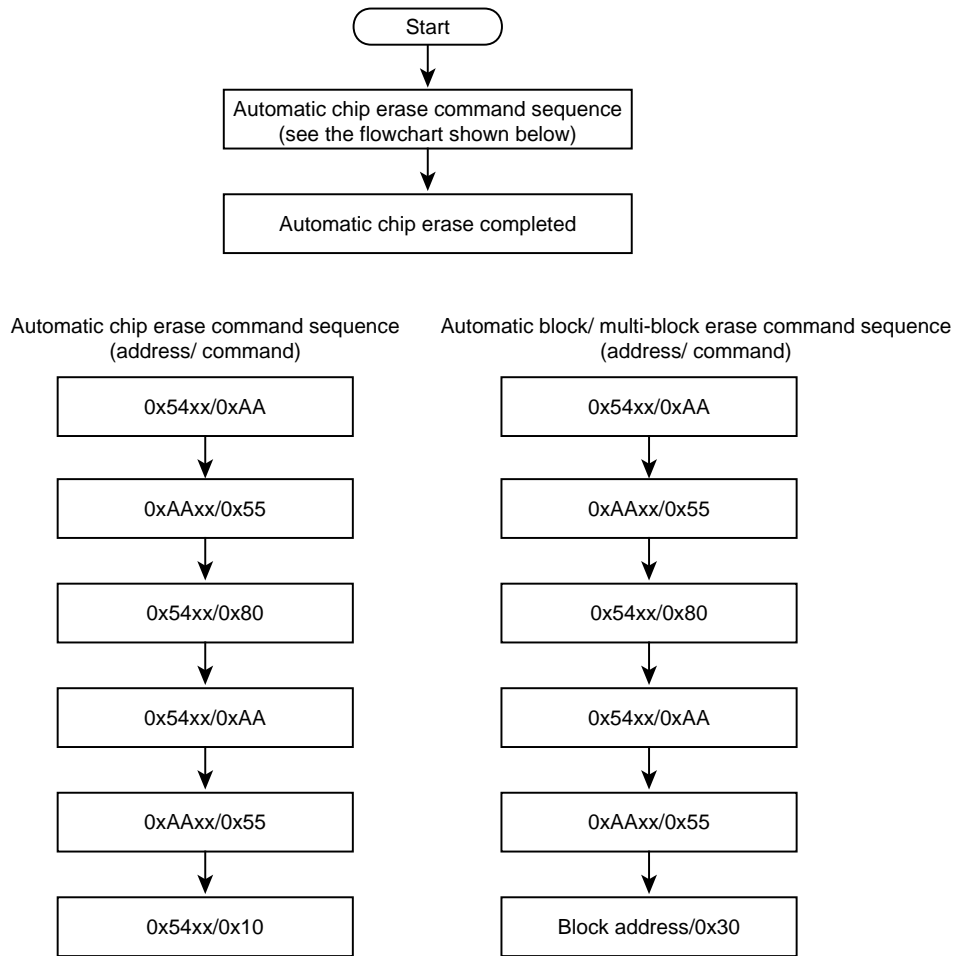 Start
Automatic chip erase command sequence
(see the flowchart shown below)
Automatic chip erase completed
Automatic chip erase command sequence
(address/ command)
0x54xx/0xAA
0xAAxx/0x55
0x54xx/0x80
0x54xx/0xAA
0xAAxx/0x55
0x54xx/0x10
Automatic block/ multi-block erase command sequence
(address/ command)
0x54xx/0xAA
0xAAxx/0x55
0x54xx/0x80
0x54xx/0xAA
0xAAxx/0x55
Block address/0x30